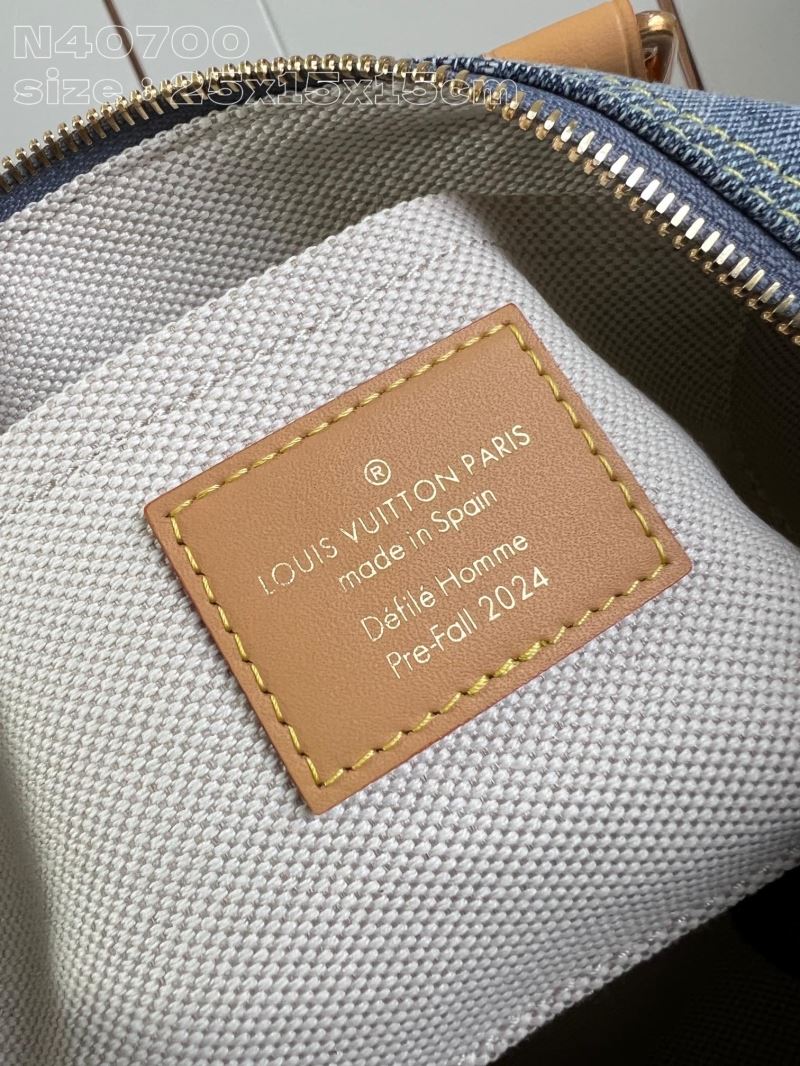 N40700
size : 25x15x15cm
®
LOUIS VUITTON PARIS
made in Spain
Défilé Homme
Pre-Fall 2024